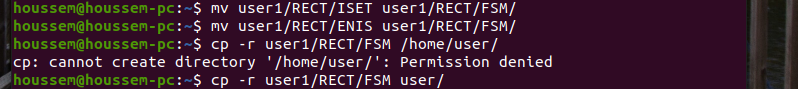 houssem@houssem-pc:~$ mv user1/RECT/ISET user1/RECT/FSM/
houssem@houssem-pc:~$ mv user1/RECT/ENIS user1/RECT/FSM/
houssem@houssem-pc:~$ cp -r user1/RECT/FSM /home/user/
cp: cannot create directory '/home/user/': Permission denied
houssem@houssem-pc:~$ cp -r user1/RECT/FSM user/